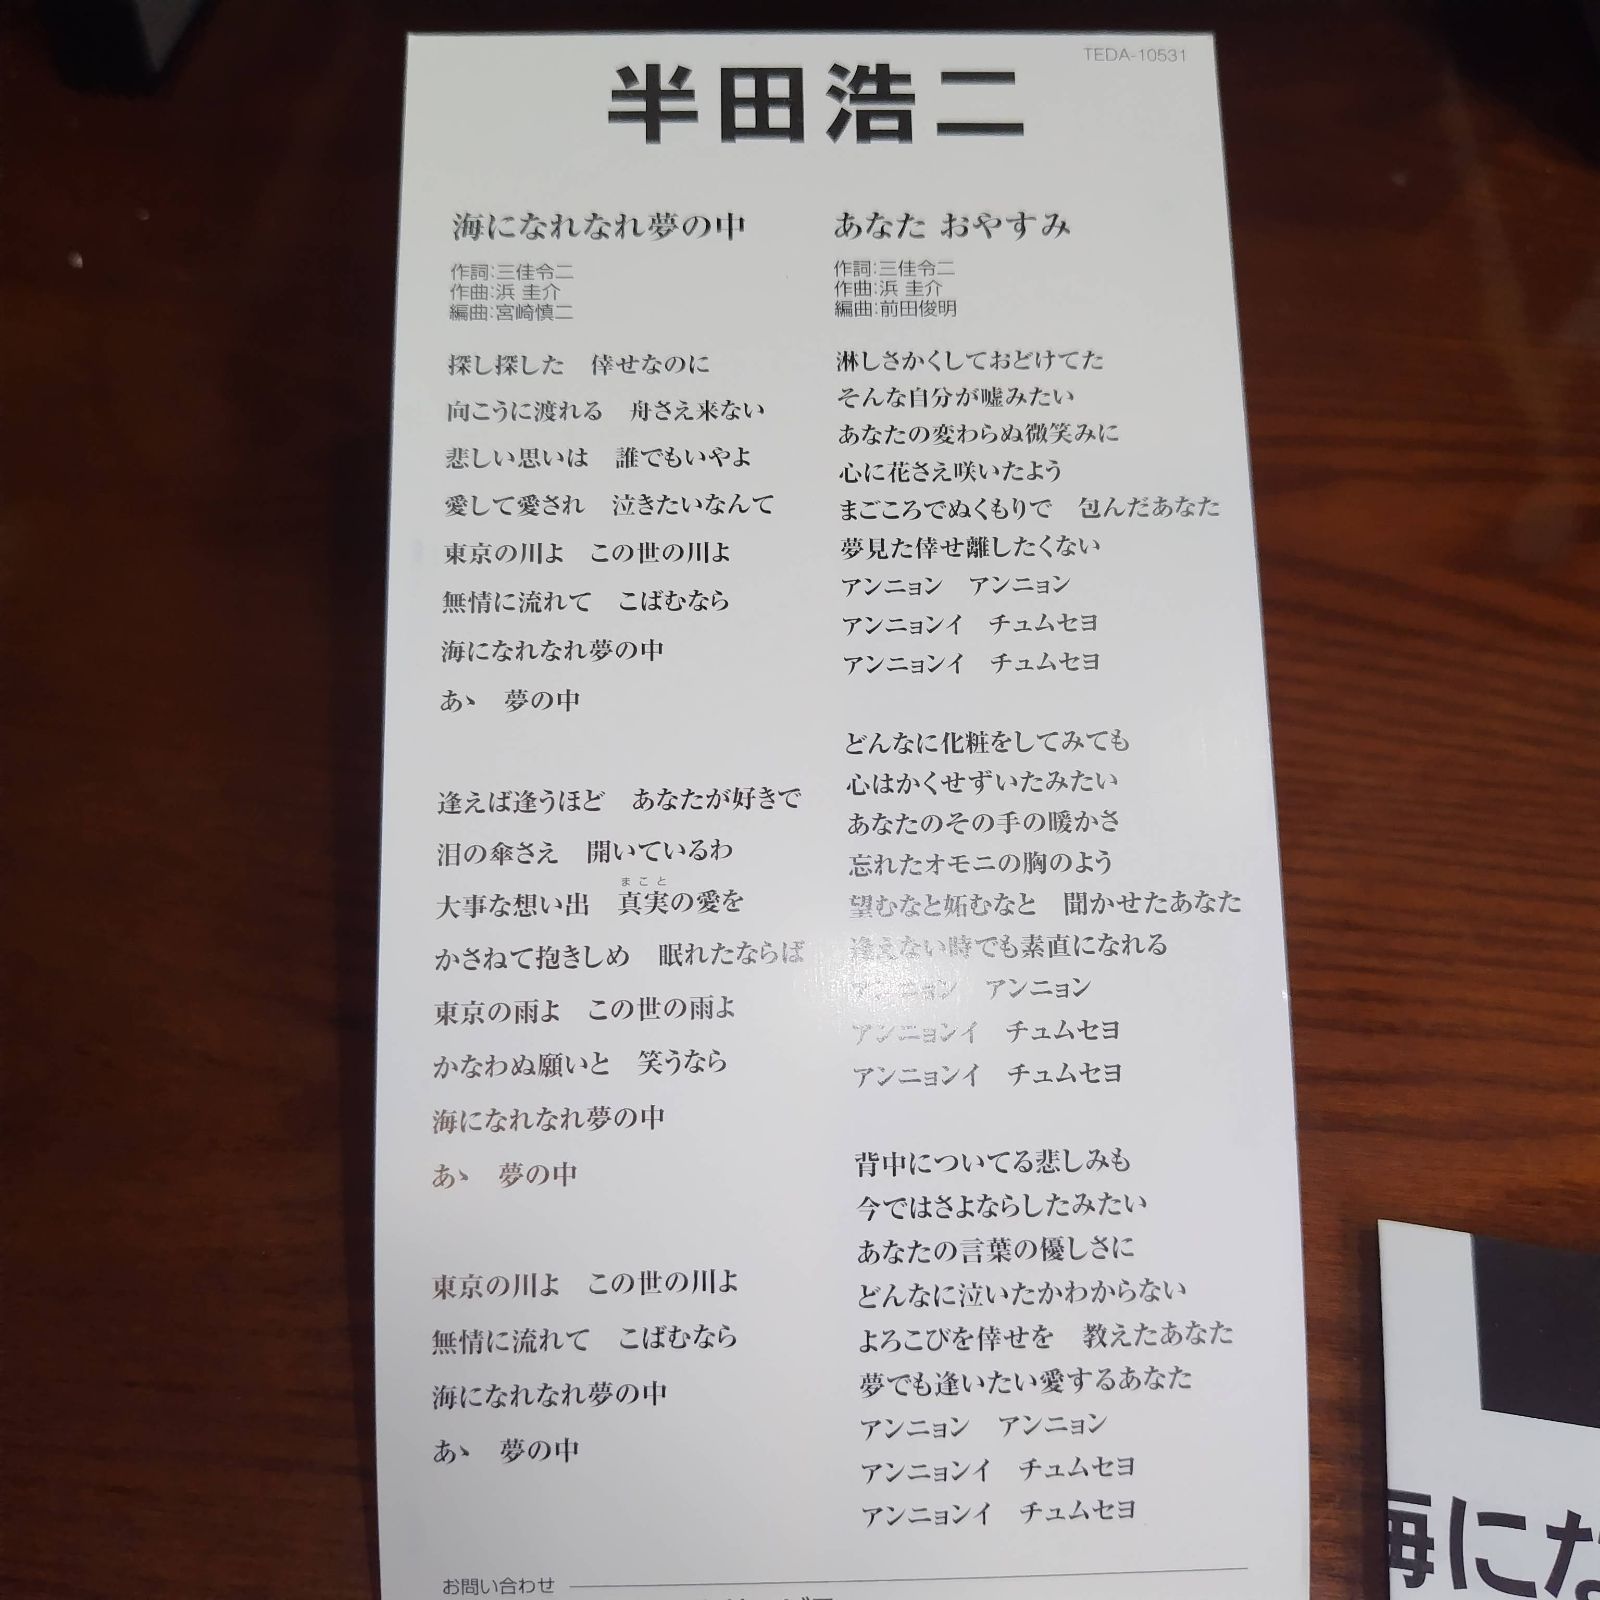 TEDA-10531
半田浩二
海になれなれ夢の中
作詞:三佳令二
作曲:浜 圭介
編曲:宮崎慎二
探し探した　倖せなのに
向こうに渡れる　舟さえ来ない
悲しい思いは　誰でもいやよ
愛して愛され　泣きたいなんて
東京の川よ　この世の川よ
無情に流れて　こばむなら
海になれなれ夢の中
あゝ　夢の中
逢えば逢うほど　あなたが好きで
泪の傘さえ　開いているわ
まこと
大事な想い出　真実の愛を
かさねて抱きしめ　眠れたならば
東京の雨よ　この世の雨よ
かなわぬ願いと　笑うなら
海になれなれ夢の中
あゝ　夢の中
東京の川よ　この世の川よ
無情に流れて　こばむなら
海になれなれ夢の中
あゝ　夢の中
あなた おやすみ
作詞:三佳令二
作曲:浜 圭介
編曲:前田俊明
淋しさかくしておどけてた
そんな自分が嘘みたい
あなたの変わらぬ微笑みに
心に花さえ咲いたよう
まごころでぬくもりで　包んだあなた
夢見た倖せ離したくない
アンニョン　アンニョン
アンニョンイ　チュムセヨ
アンニョンイ　チュムセヨ
どんなに化粧をしてみても
心はかくせずいたみたい
あなたのその手の暖かさ
忘れたオモニの胸のよう
望むなと妬むなと　聞かせたあなた
逢えない時でも素直になれる
アンニョン　アンニョン
アンニョンイ　チュムセヨ
アンニョンイ　チュムセヨ
背中についてる悲しみも
今ではさよならしたみたい
あなたの言葉の優しさに
どんなに泣いたかわからない
よろこびを倖せを　教えたあなた
夢でも逢いたい愛するあなた
アンニョン　アンニョン
アンニョンイ　チュムセヨ
アンニョンイ　チュムセヨ
お問い合わせ
海にな